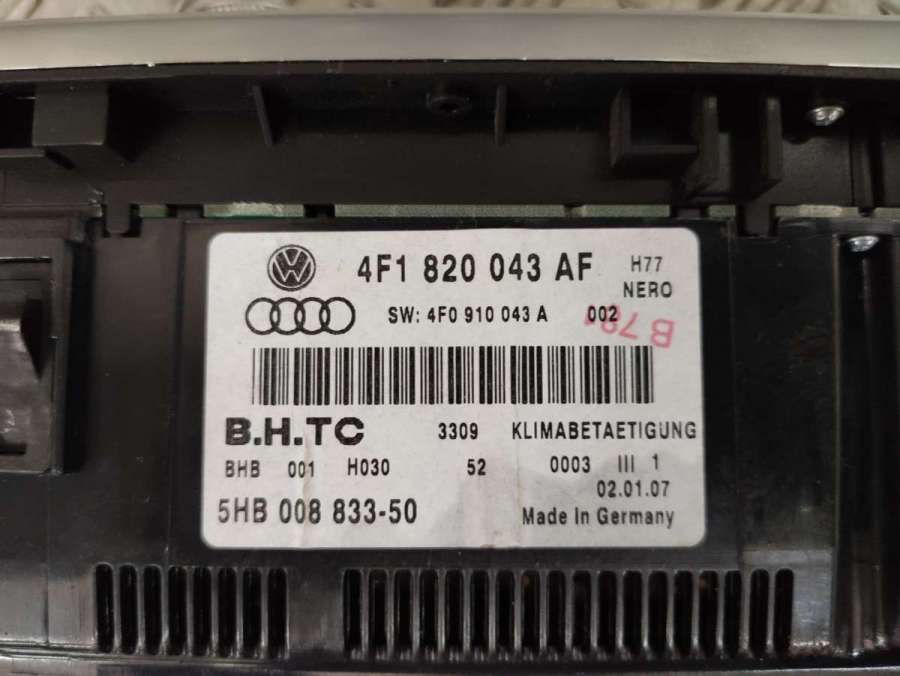 4F1 820 043 AF H77
NERO
SW: 4F0 910 043 A 002
B.H.TC 3309 KLIMABETAETIGUNG
BHB 001 H030 52 0003 III 1
02.01.07
5HB 008 833-50 Made In Germany